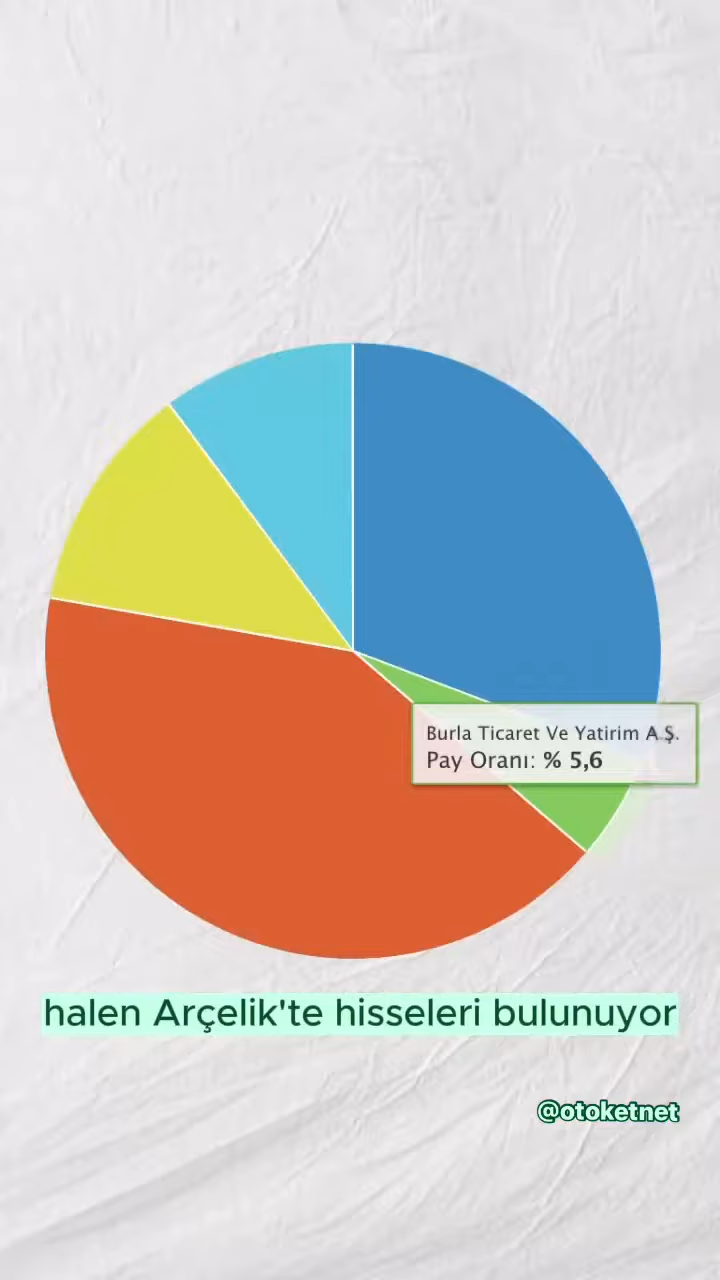 Burla Ticaret Ve Yatirim A.Ş.
Pay Oranı: % 5,6
halen Arçelik'te hisseleri bulunuyor
@otoketnet